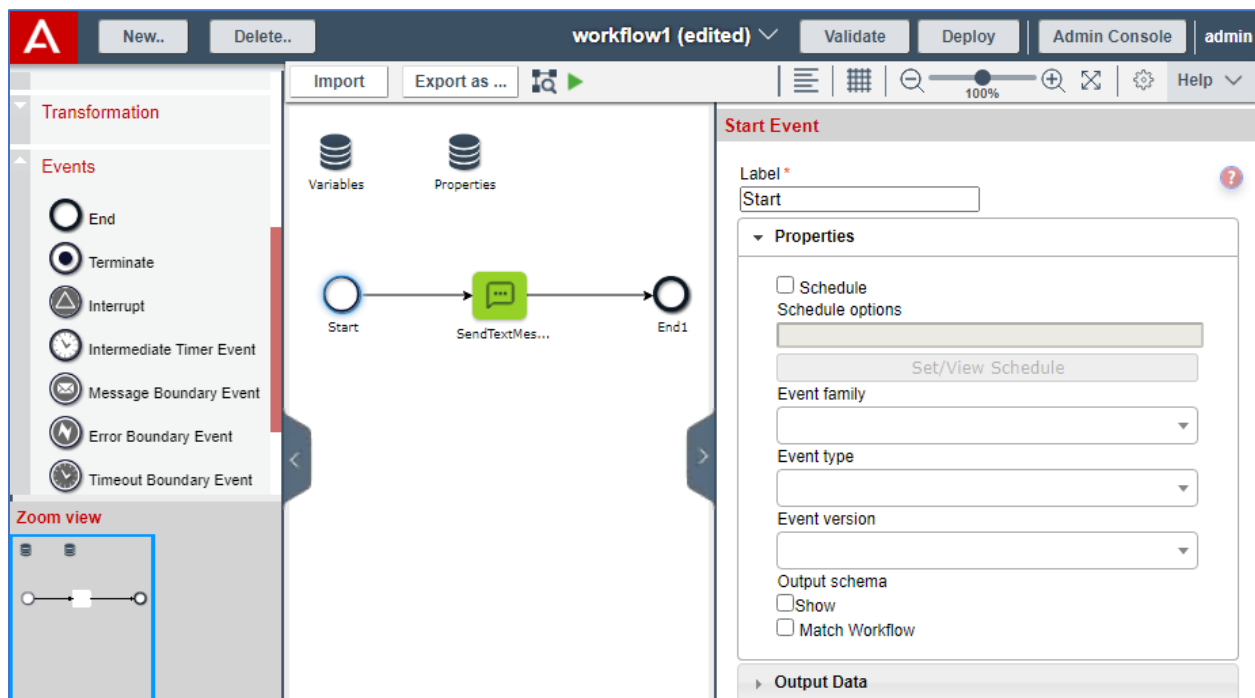 New..
Delete..
workflow1 (edited)
Validate
Deploy
Admin Console
admin
Import
Export as ...
100%
Help
Transformation
Events
End
Terminate
Interrupt
Intermediate Timer Event
Message Boundary Event
Error Boundary Event
Timeout Boundary Event
Zoom view
Variables
Properties
Start
SendTextMes...
End1
Start Event
Label *
?
Start
Properties
Schedule
Schedule options
Set/View Schedule
Event family
Event type
Event version
Output schema
Show
Match Workflow
Output Data